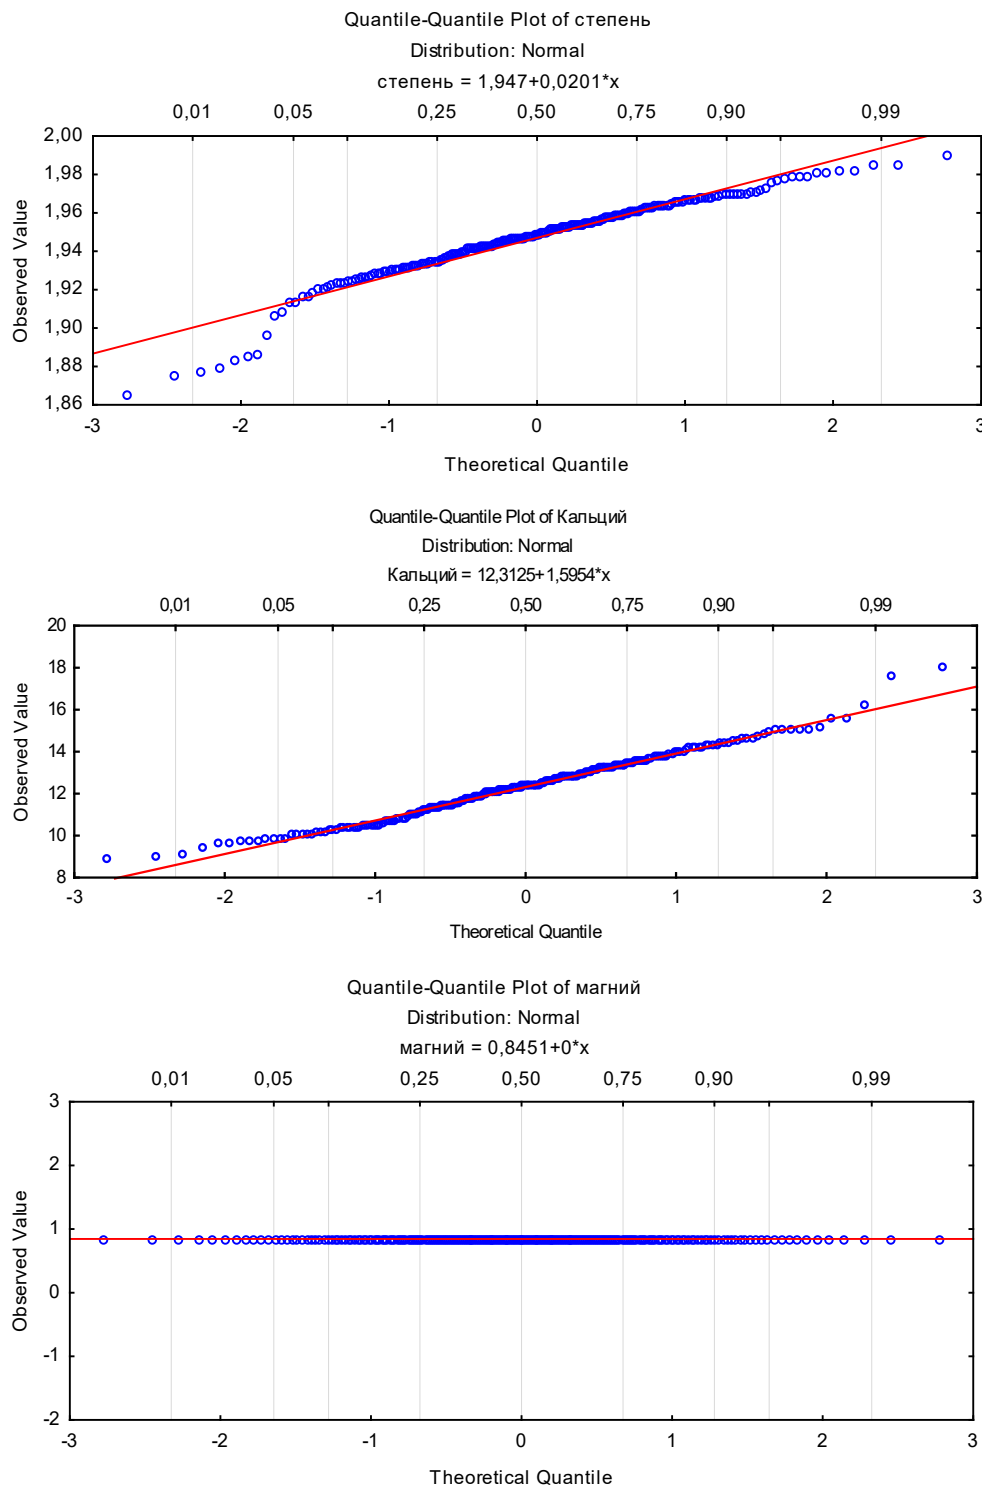 Quantile-Quantile Plot of степень
Distribution: Normal
степень = 1,947+0,0201*x
0,01 0,05 0,25 0,50 0,75 0,90 0,99
2,00
1,98
1,96
1,94
1,92
1,90
1,88
1,86
Observed Value
-3 -2 -1 0 1 2 3
Theoretical Quantile
Quantile-Quantile Plot of Кальций
Distribution: Normal
Кальций = 12,3125+1,5954*x
0,01 0,05 0,25 0,50 0,75 0,90 0,99
20
18
16
14
12
10
8
Observed Value
-3 -2 -1 0 1 2 3
Theoretical Quantile
Quantile-Quantile Plot of магний
Distribution: Normal
магний = 0,8451+0*x
0,01 0,05 0,25 0,50 0,75 0,90 0,99
3
2
1
0
-1
-2
Observed Value
-3 -2 -1 0 1 2 3
Theoretical Quantile